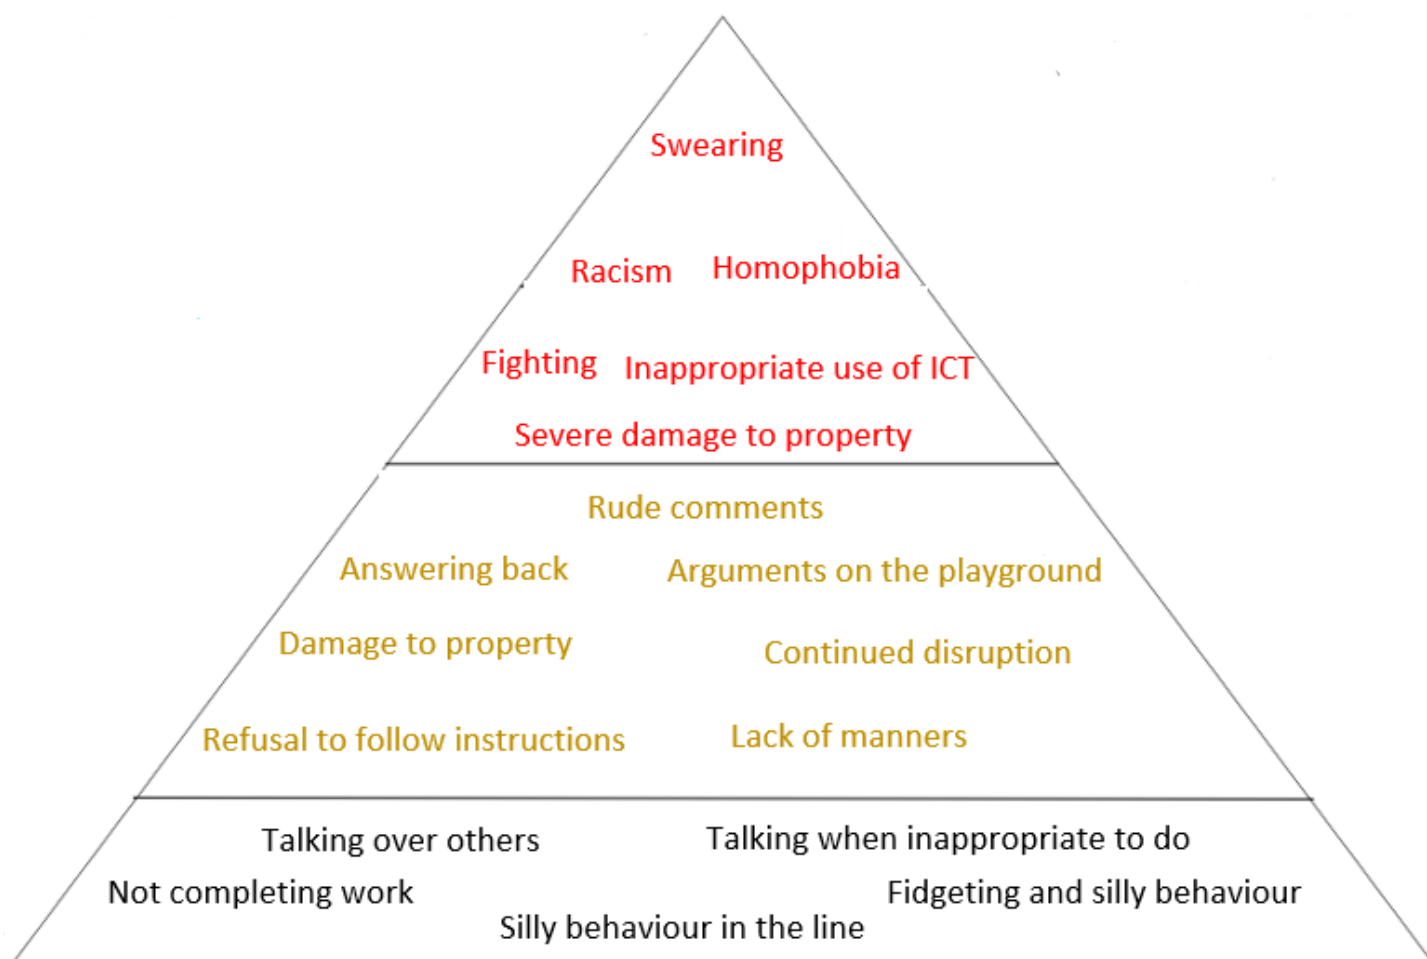 Swearing
Racism Homophobia
Fighting Inappropriate use of ICT
Severe damage to property
Rude comments
Answering back Arguments on the playground
Damage to property Continued disruption
Refusal to follow instructions Lack of manners
Talking over others Talking when inappropriate to do
Not completing work Fidgeting and silly behaviour
Silly behaviour in the line